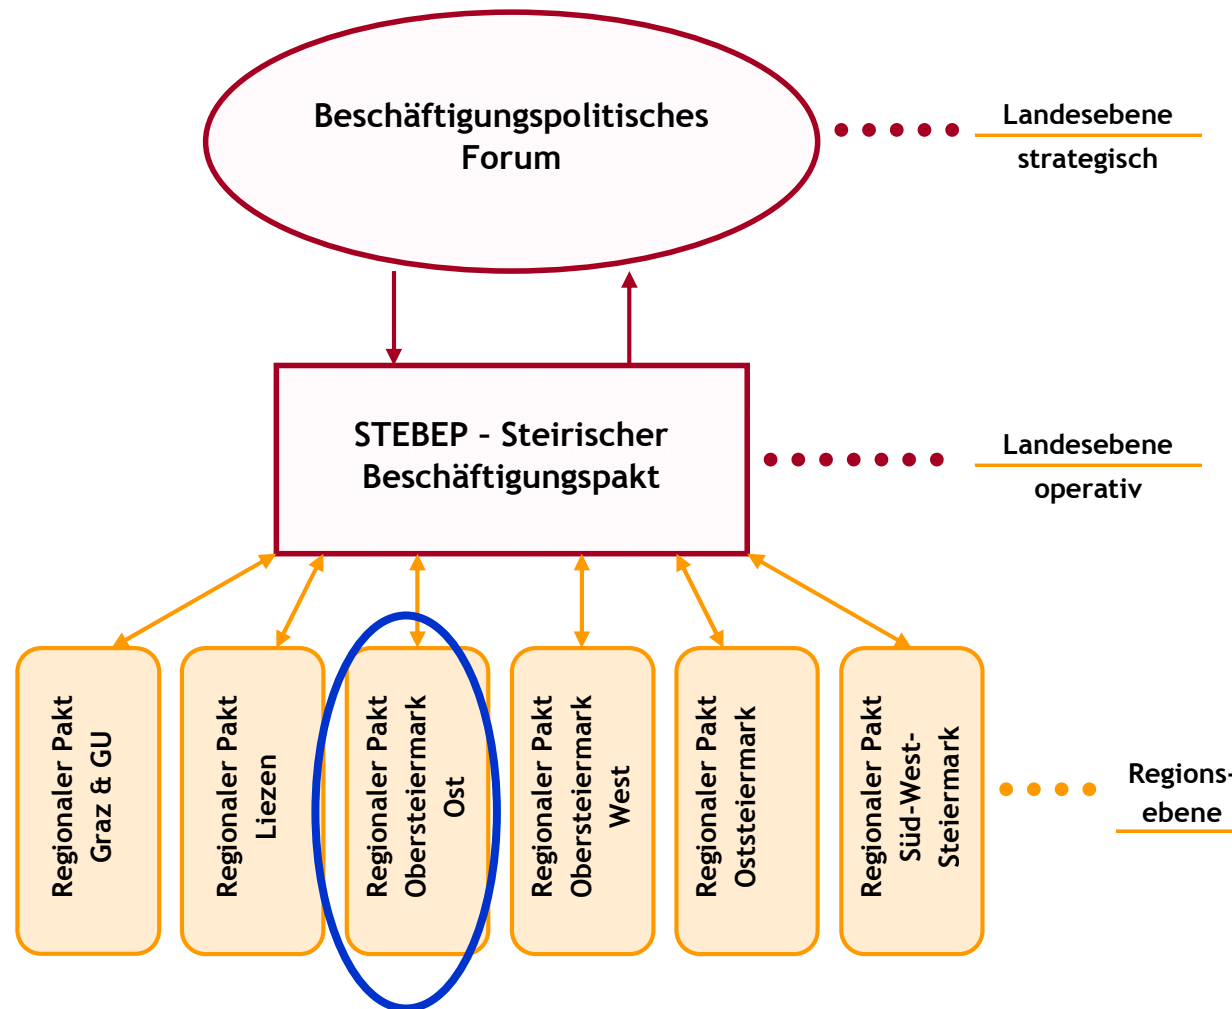 Beschäftigungspolitisches
Forum
Landesebene
strategisch
STEBEP - Steirischer
Beschäftigungspakt
Landesebene
operativ
Regionaler Pakt
Graz & GU
Regionaler Pakt
Liezen
Regionaler Pakt
Obersteiermark
Ost
Regionaler Pakt
Obersteiermark
West
Regionaler Pakt
Oststeiermark
Regionaler Pakt
Süd-West-
Steiermark
Regions-
ebene